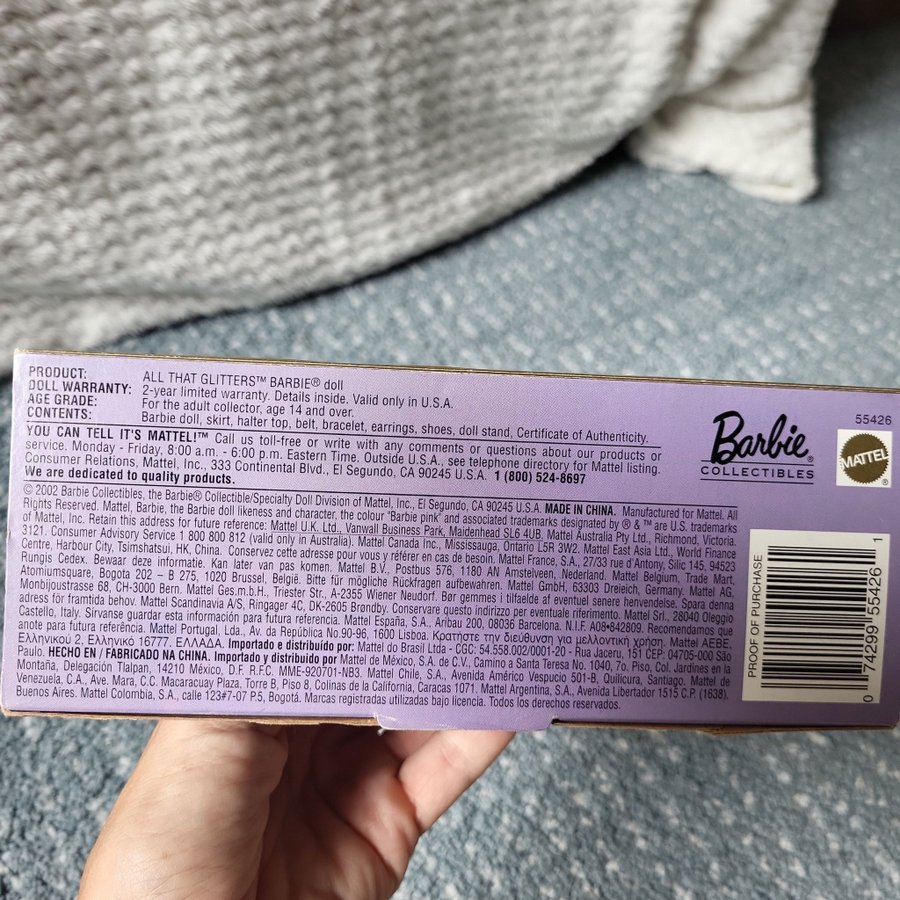 PRODUCT: ALL THAT GLITTERS™ BARBIE® doll
DOLL WARRANTY: 2-year limited warranty. Details inside. Valid only in U.S.A.
AGE GRADE: For the adult collector, age 14 and over.
CONTENTS: Barbie doll, skirt, halter top, belt, bracelet, earrings, shoes, doll stand, Certificate of Authenticity.
YOU CAN TELL IT'S MATTEL!™ Call us toll-free or write with any comments or questions about our products or
service. Monday - Friday, 8:00 a.m. - 6:00 p.m. Eastern Time. Outside U.S.A., see telephone directory for Mattel listing.
Consumer Relations, Mattel, Inc., 333 Continental Blvd., El Segundo, CA 90245 U.S.A. 1 (800) 524-8697
We are dedicated to quality products.
© 2002 Barbie Collectibles, the Barbie® Collectible/Specialty Doll Division of Mattel, Inc., El Segundo, CA 90245 U.S.A. MADE IN CHINA. Manufactured for Mattel. All
Rights Reserved. Mattel, Barbie, the Barbie doll likeness and character, the colour "Barbie pink" and associated trademarks designated by ® & ™ are U.S. trademarks
of Mattel, Inc. Retain this address for future reference: Mattel U.K. Ltd., Vanwall Business Park, Maidenhead SL6 4UB. Mattel Australia Pty Ltd., Richmond, Victoria.
3121. Consumer Advisory Service 1 800 800 812 (valid only in Australia). Mattel Canada Inc., Mississauga, Ontario L5R 3W2. Mattel East Asia Ltd., World Finance
Centre, Harbour City, Tsimshatsui, HK, China. Conservez cette adresse pour vous y référer en cas de besoin. Mattel France, S.A., 27/33 rue d'Antony, Silic 145, 94523
Rungis Cedex. Bewaar deze informatie. Kan later van pas komen. Mattel B.V., Postbus 576, 1180 AN Amstelveen, Nederland. Mattel Belgium, Trade Mart,
Atomiumsquare, Bogota 202 – B 275, 1020 Brussel, België. Bitte für mögliche Rückfragen aufbewahren. Mattel GmbH, 63303 Dreieich, Germany. Mattel AG,
Monbijoustrasse 68, CH-3000 Bern. Mattel Ges.m.b.H., Triester Str., A-2355 Wiener Neudorf. Bør gemmes i tilfælde af eventuel senere henvendelse. Spara denna
adress för framtida behov. Mattel Scandinavia A/S, Ringager 4C, DK-2605 Brøndby. Conservare questo indirizzo per eventuale riferimento. Mattel Srl., 28040 Oleggio
Castello, Italy. Sírvanse guardar esta información para futura referencia. Mattel España, S.A., Aribau 200, 08036 Barcelona. N.I.F. A08-842809. Recomendamos que
anote para futura referência. Mattel Portugal, Lda., Av. da República No.90-96, 1600 Lisboa. Κρατήστε την διεύθυνση για μελλοντική χρήση. Mattel AEBE,
Ελληνικού 2, Ελληνικό 16777. ΕΛΛΑΔΑ. Importado e distribuído por: Mattel do Brasil Ltda - CGC: 54.558.002/0001-20 - Rua Jaceru, 151 CEP: 04705-000 São
Paulo. HECHO EN / FABRICADO NA CHINA. Importado y distribuido por Mattel de México, S.A. de C.V., Camino a Santa Teresa No. 1040, 7o. Piso, Col. Jardines en la
Montaña, Delegación Tlalpan, 14210 México, D.F. R.F.C. MME-920701-NB3. Mattel Chile, S.A., Avenida Américo Vespucio 501-B, Quilicura, Santiago. Mattel de
Venezuela, C.A., Ave. Mara, C.C. Macaracuay Plaza, Torre B, Piso 8, Colinas de la California, Caracas 1071. Mattel Argentina, S.A., Avenida Libertador 1515 C.P. (1638),
Buenos Aires. Mattel Colombia, S.A., calle 123#7-07 P.5, Bogotá. Marcas registradas utilizadas bajo licencia. Todos los derechos reservados.
Barbie®
COLLECTIBLES
55426
MATTEL®
PROOF OF PURCHASE
0 74299 55426 1